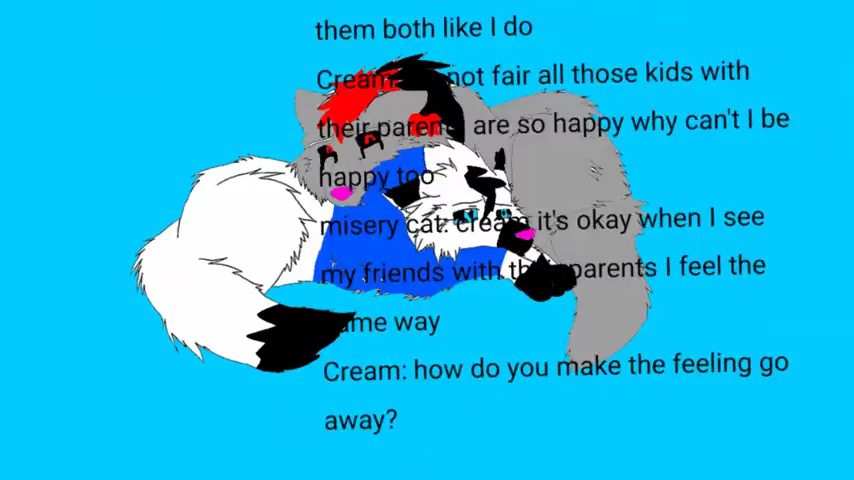 them both like I do
Cream: not fair all those kids with
their parents are so happy why can't I be
happy too
misery cat: cream it's okay when I see
my friends with their parents I feel the
same way
Cream: how do you make the feeling go
away?